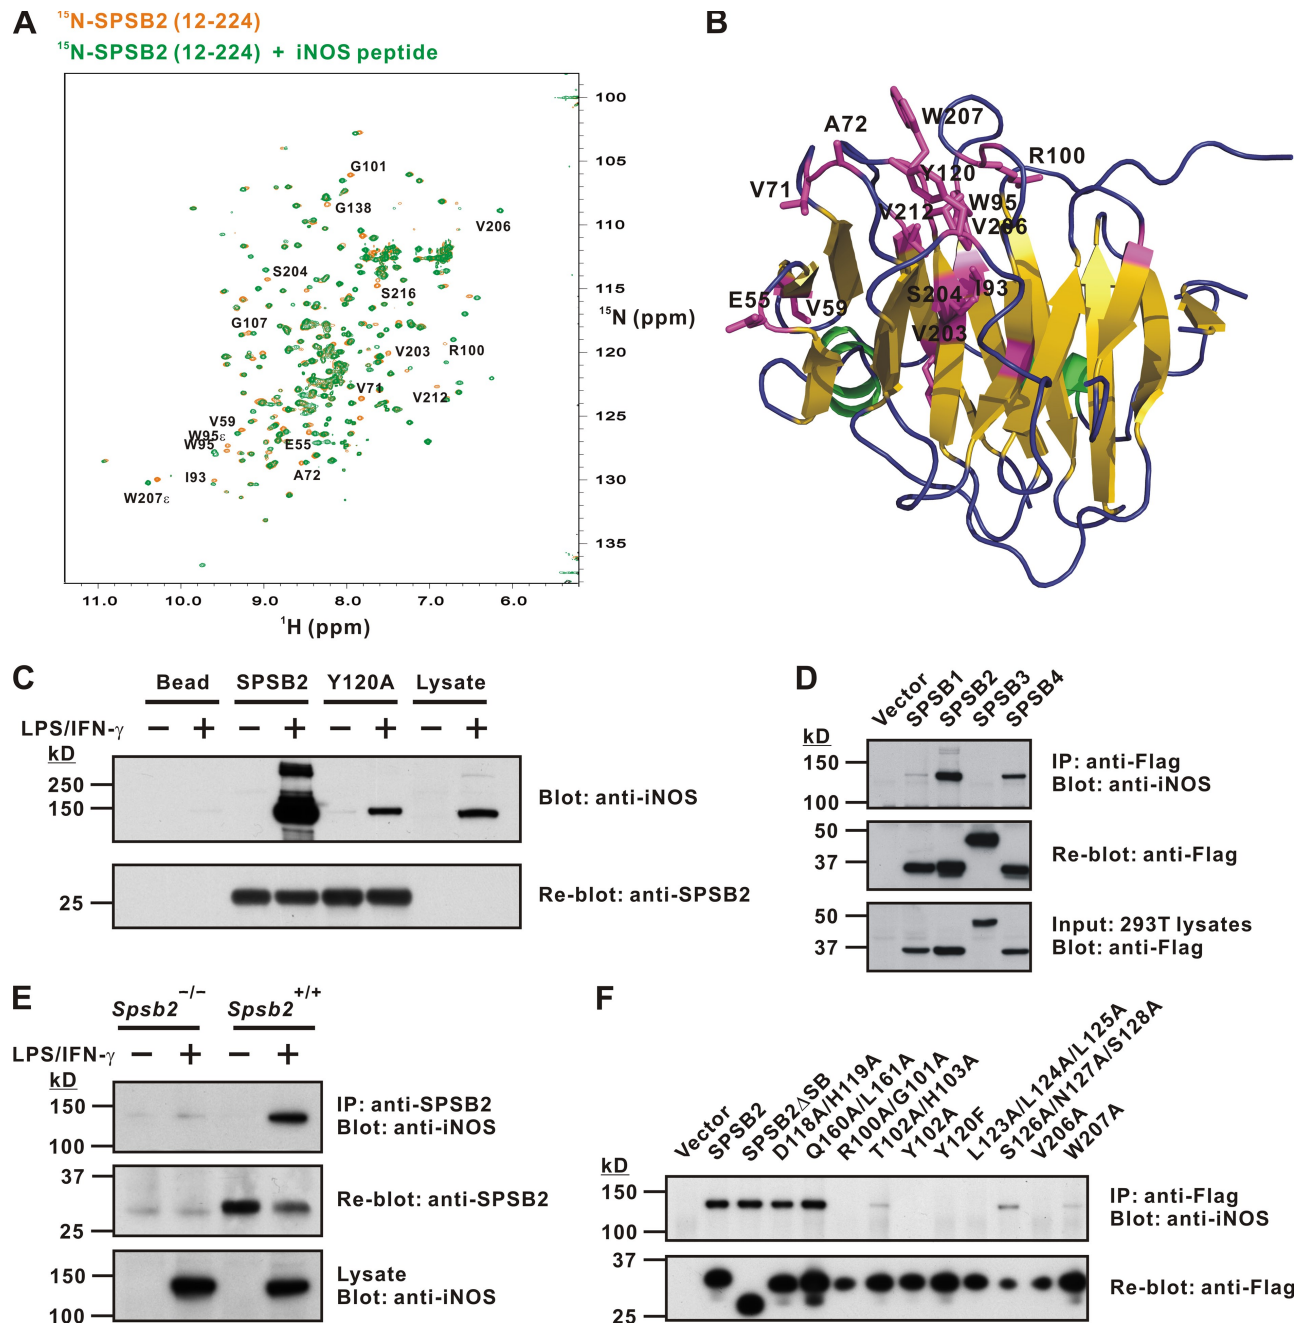 A
¹⁵N-SPSB2 (12-224)
¹⁵N-SPSB2 (12-224) + iNOS peptide
G101
G138
V206
S204
S216
G107
V203
R100
V71
V212
V59
W95ε
W95
E55
A72
I93
W207ε
100
105
110
115
¹⁵N (ppm)
120
125
130
135
11.0 10.0 9.0 8.0 7.0 6.0
¹H (ppm)
B
W207
A72
Y120
R100
V71
W95
V212
V206
E55
V59
S204
I93
V203
C
Bead SPSB2 Y120A Lysate
LPS/IFN-γ − + − + − + − +
kD
250
150
Blot: anti-iNOS
25
Re-blot: anti-SPSB2
D
Vector
SPSB1
SPSB2
SPSB3
SPSB4
kD
150
100
IP: anti-Flag
Blot: anti-iNOS
50
37
Re-blot: anti-Flag
50
37
Input: 293T lysates
Blot: anti-Flag
E
Spsb2−/− Spsb2+/+
LPS/IFN-γ − + − +
kD
150
100
IP: anti-SPSB2
Blot: anti-iNOS
37
25
Re-blot: anti-SPSB2
150
100
Lysate
Blot: anti-iNOS
F
Vector
SPSB2
SPSB2ΔSB
D118A/H119A
Q160A/L161A
R100A/G101A
T102A/H103A
Y102A
Y120F
L123A/L124A/L125A
S126A/N127A/S128A
V206A
W207A
kD
150
100
IP: anti-Flag
Blot: anti-iNOS
37
25
Re-blot: anti-Flag